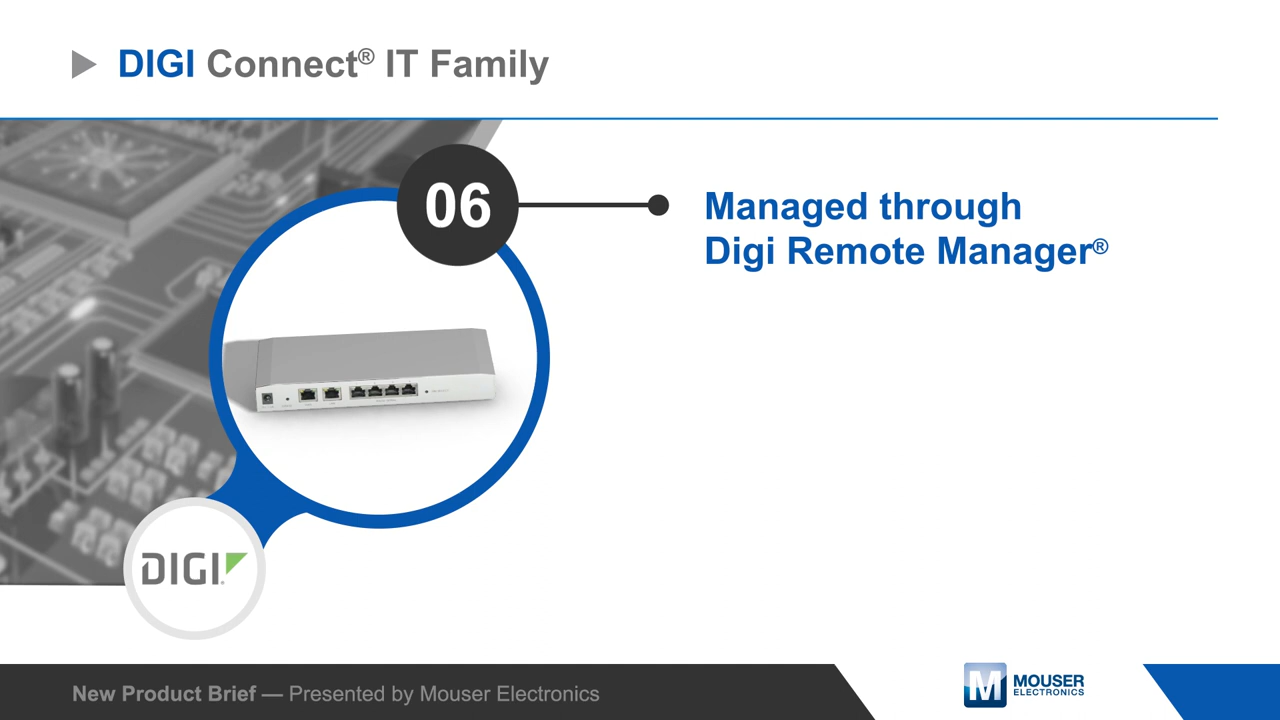 DIGI Connect® IT Family
06
Managed through
Digi Remote Manager®
DIGI
New Product Brief — Presented by Mouser Electronics
M MOUSER
ELECTRONICS